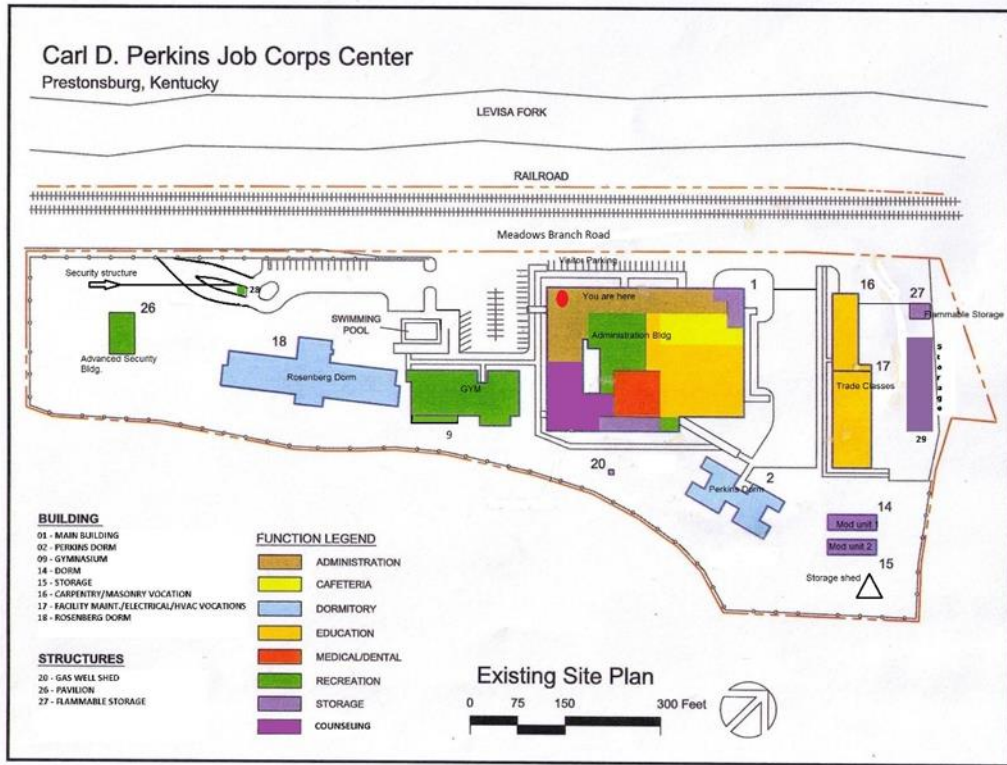 Carl D. Perkins Job Corps Center
Prestonsburg, Kentucky
LEVISA FORK
RAILROAD
Meadows Branch Road
Security structure
28
Visitor Parking
26
Advanced Security
Bldg.
SWIMMING
POOL
18
Rosenberg Dorm
GYM
9
You are here
Administration Bldg
1
16
27
Flammable Storage
17
Trade Classes
Storage
29
20
2
Perkins Dorm
14
Mod unit 1
Mod unit 2
15
Storage shed
BUILDING
01 - MAIN BUILDING
02 - PERKINS DORM
09 - GYMNASIUM
14 - DORM
15 - STORAGE
16 - CARPENTRY/MASONRY VOCATION
17 - FACILITY MAINT./ELECTRICAL/HVAC VOCATIONS
18 - ROSENBERG DORM
STRUCTURES
20 - GAS WELL SHED
26 - PAVILION
27 - FLAMMABLE STORAGE
FUNCTION LEGEND
ADMINISTRATION
CAFETERIA
DORMITORY
EDUCATION
MEDICAL/DENTAL
RECREATION
STORAGE
COUNSELING
Existing Site Plan
0 75 150 300 Feet